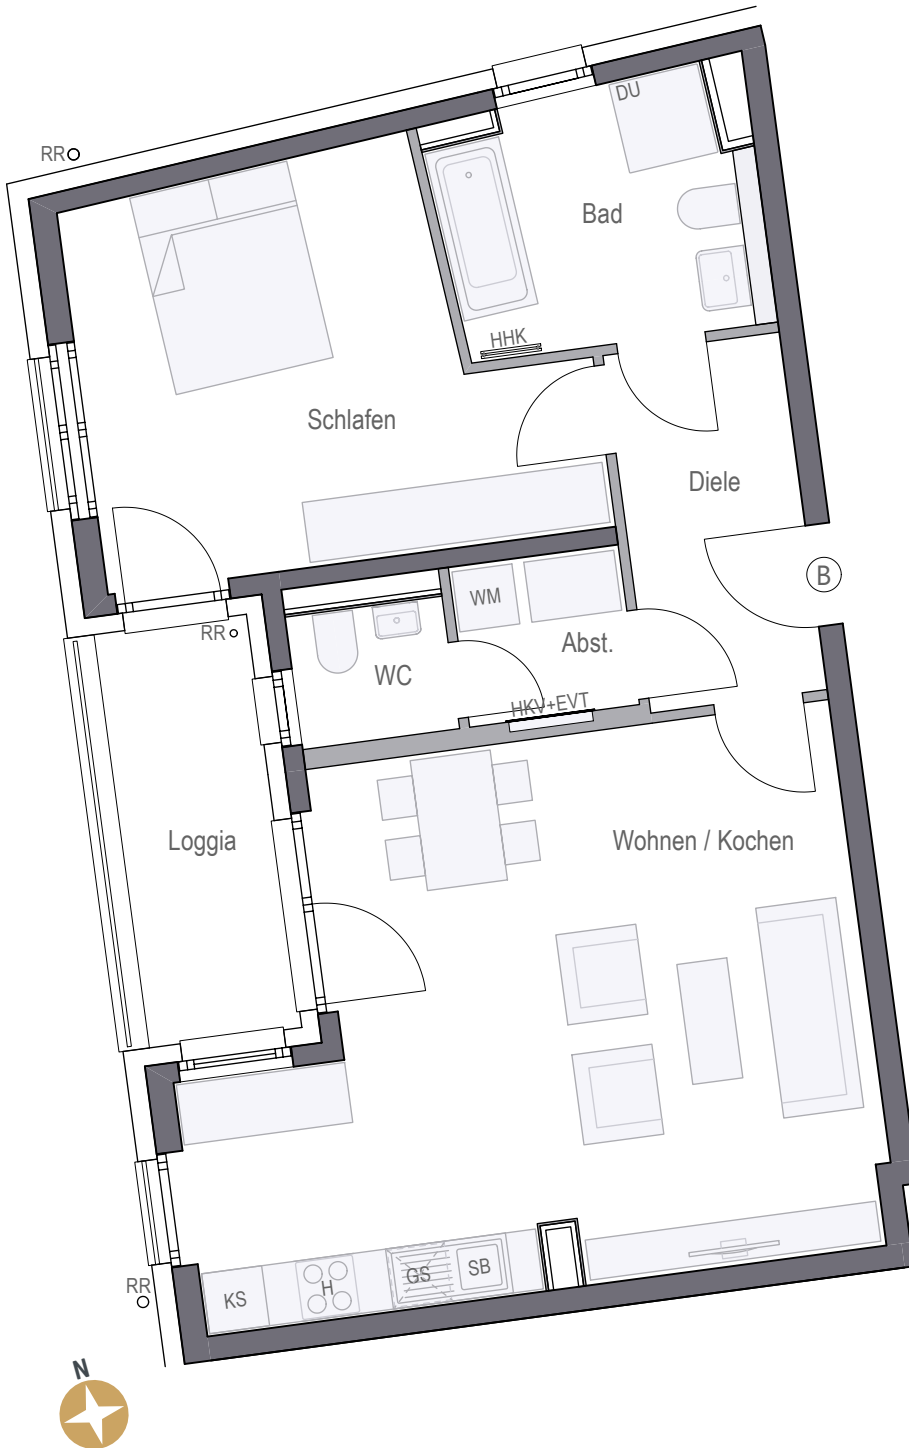 DU
RR
Bad
HHK
Schlafen
Diele
B
WM
RR
Abst.
WC
HKV+EVT
Loggia
Wohnen / Kochen
SB
GS
H
KS
RR
N